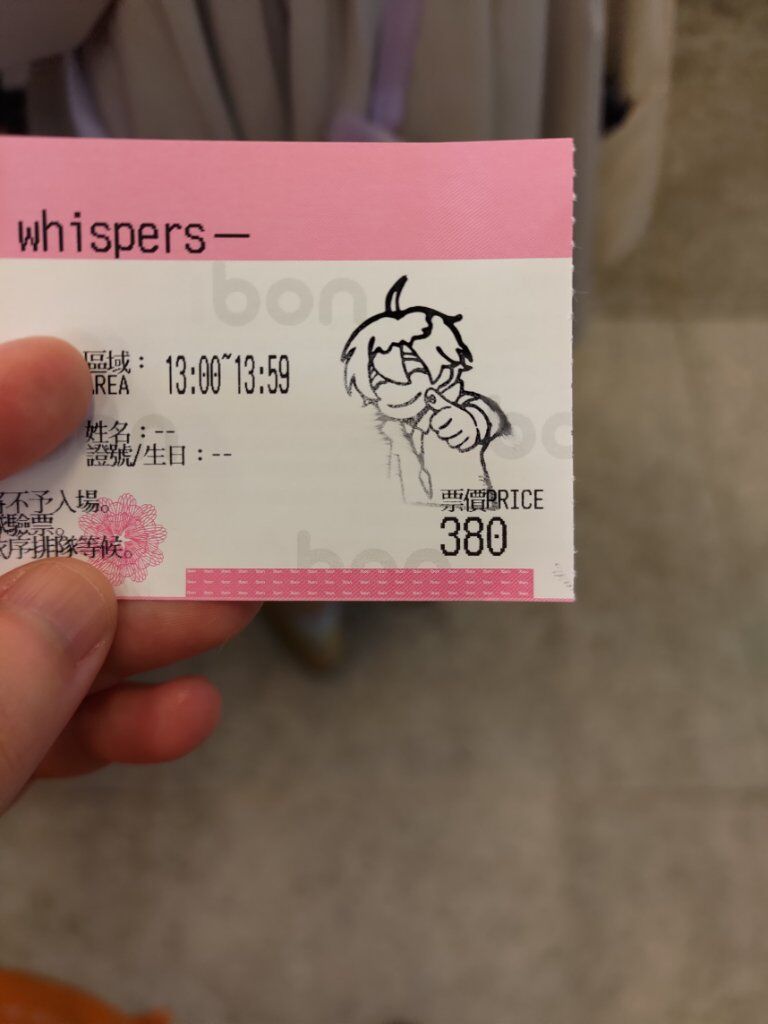 whispers—
bon
區域：
AREA
13:00~13:59
姓名：--
證號/生日：--
不予入場。
驗票。
序排隊等候。
票價PRICE
380
bon